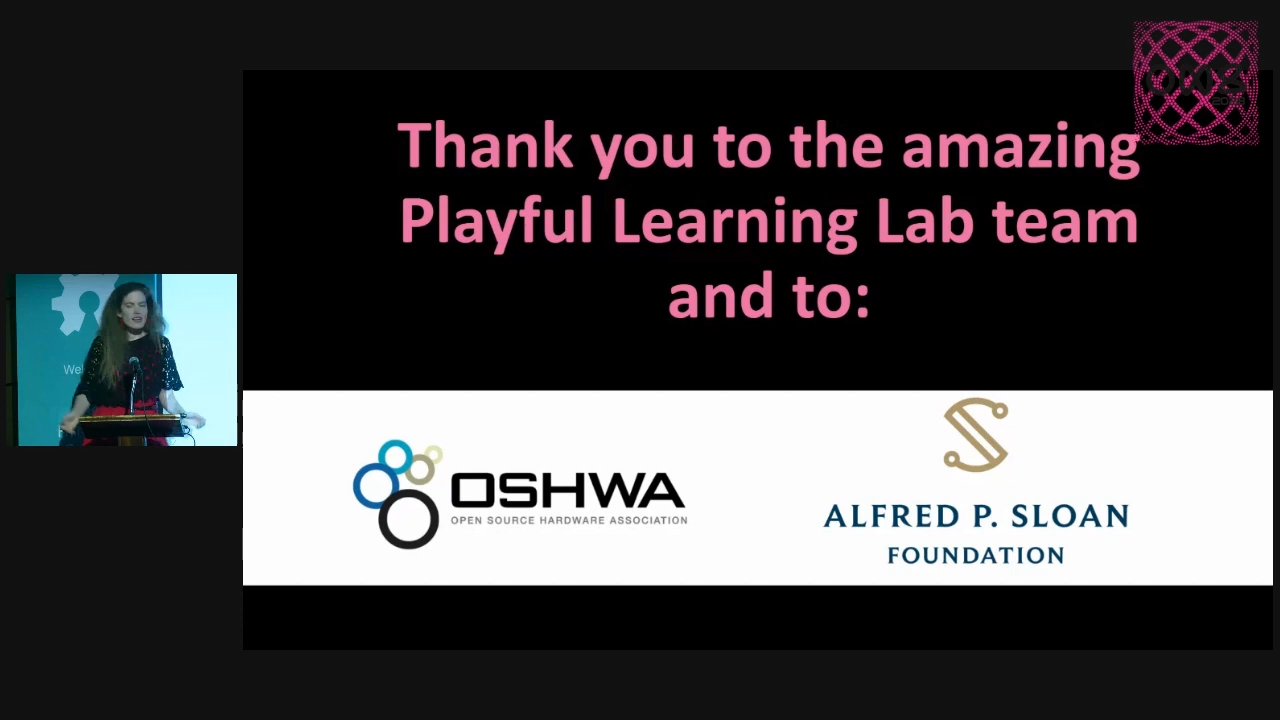 Thank you to the amazing
Playful Learning Lab team
and to:
OSHWA
OPEN SOURCE HARDWARE ASSOCIATION
ALFRED P. SLOAN
FOUNDATION